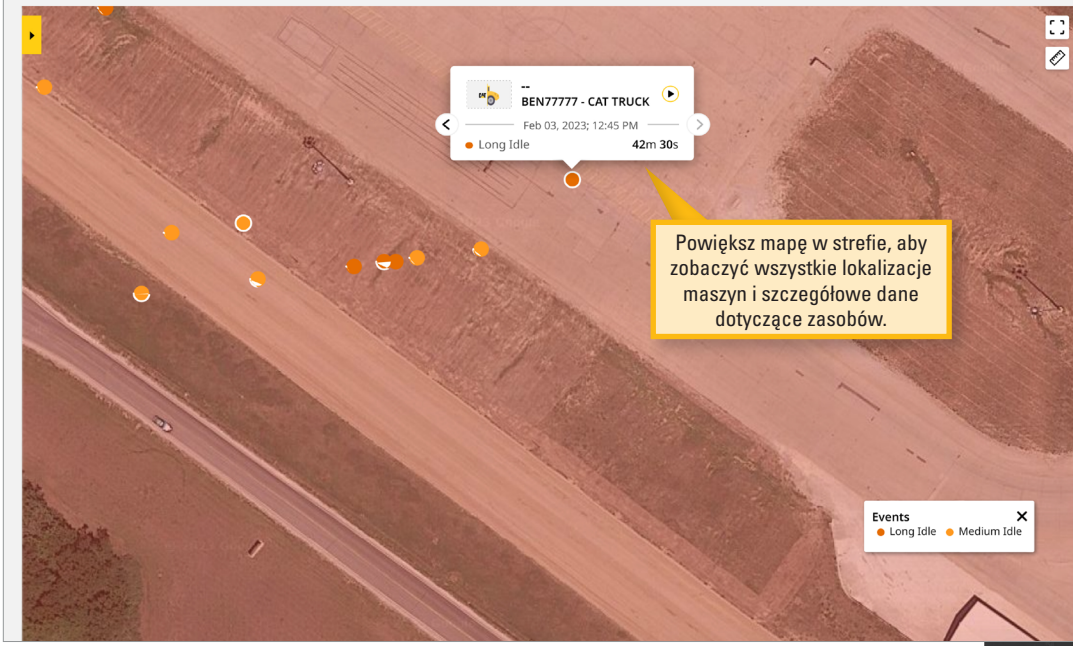 --
BEN77777 - CAT TRUCK
Feb 03, 2023; 12:45 PM
Long Idle 42m 30s
Powiększ mapę w strefie, aby
zobaczyć wszystkie lokalizacje
maszyn i szczegółowe dane
dotyczące zasobów.
Events
Long Idle Medium Idle